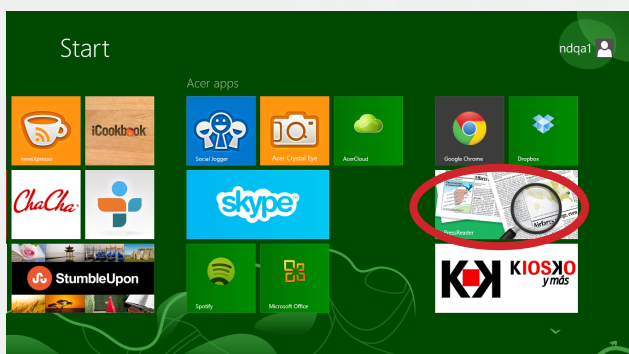 Start
ndqa1
Acer apps
newsXpresso
iCookbook
Social Jogger
Acer Crystal Eye
AcerCloud
Google Chrome
Dropbox
ChaCha
skype
PressReader
StumbleUpon
Spotify
Microsoft Office
KYM
KIOSKO
y más